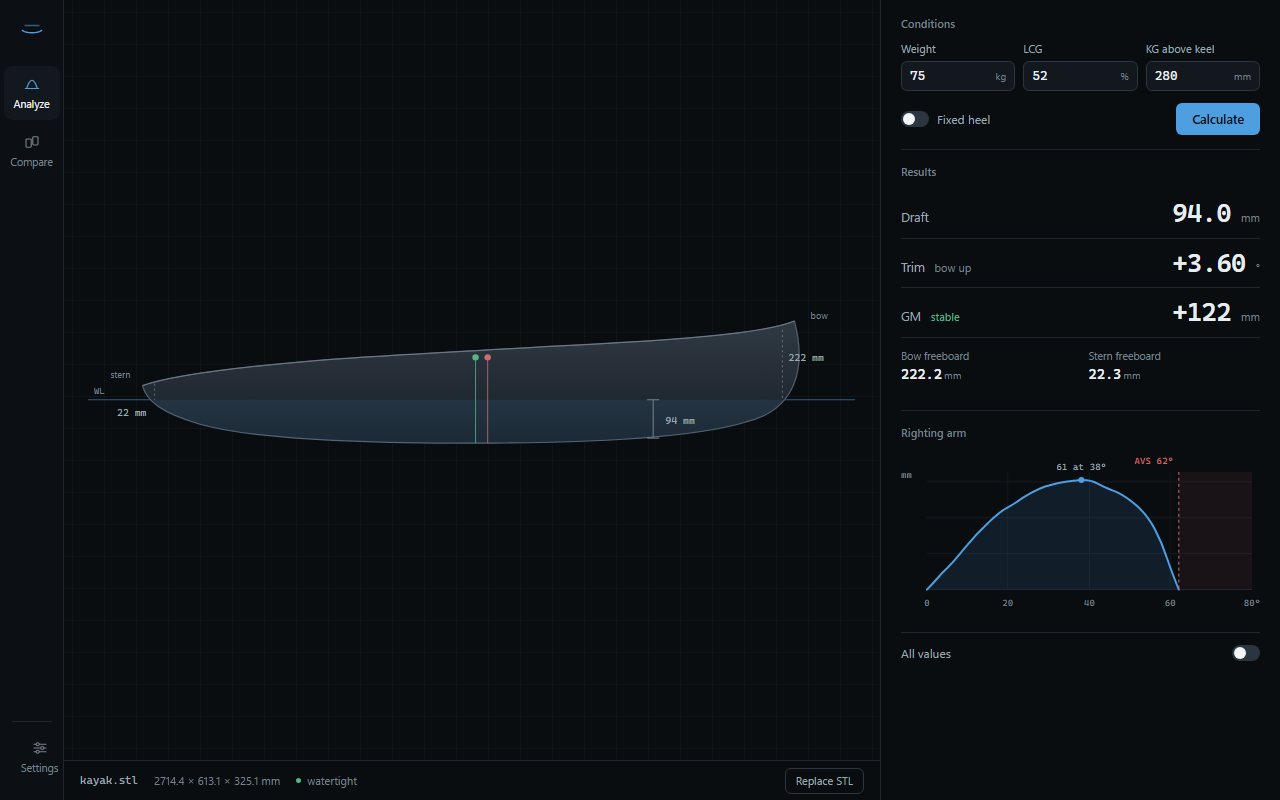 Analyze
Compare
Settings
bow
222 mm
stern
WL
22 mm
94 mm
kayak.stl 2714.4 × 613.1 × 325.1 mm watertight Replace STL
Conditions
Weight LCG KG above keel
75 kg 52 % 280 mm
Fixed heel Calculate
Results
Draft 94.0 mm
Trim bow up +3.60 °
GM stable +122 mm
Bow freeboard Stern freeboard
222.2 mm 22.3 mm
Righting arm
AVS 62°
61 at 38°
mm
0 20 40 60 80°
All values